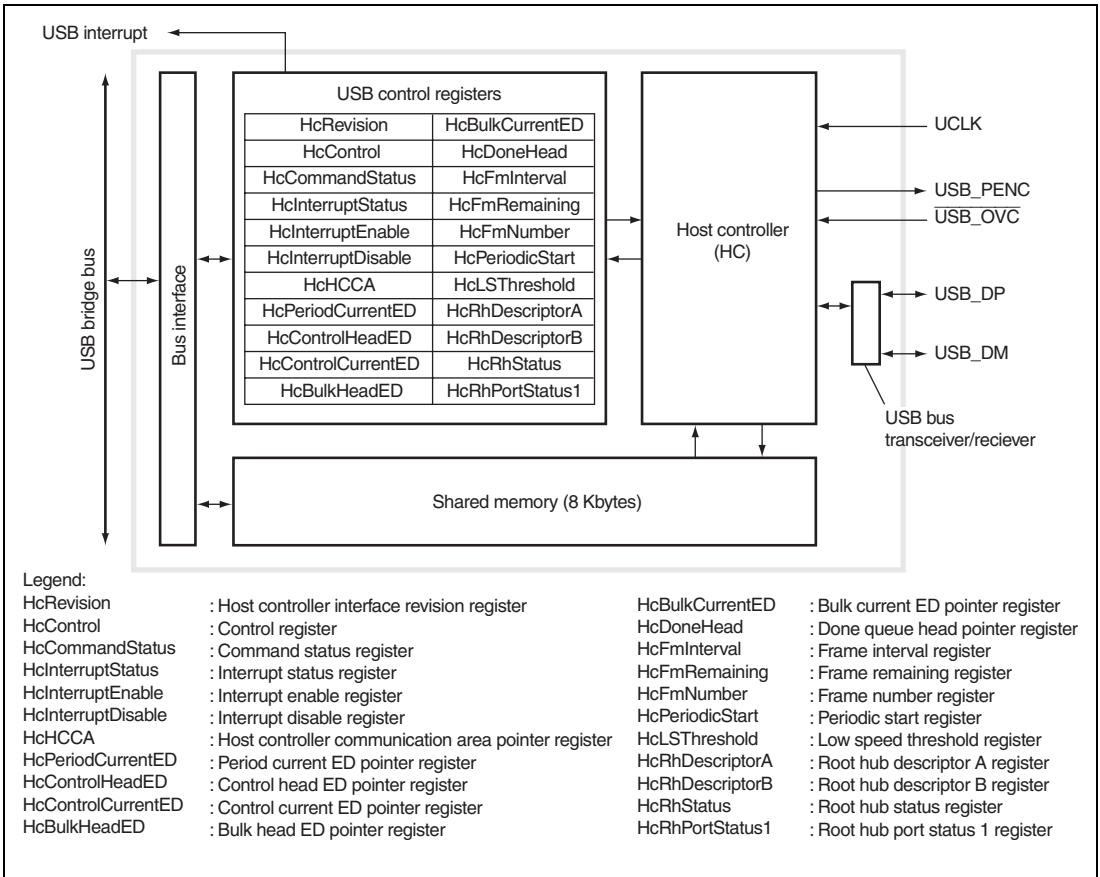 USB interrupt
USB control registers
HcRevision HcBulkCurrentED
HcControl HcDoneHead
HcCommandStatus HcFmInterval
HcInterruptStatus HcFmRemaining
HcInterruptEnable HcFmNumber
HcInterruptDisable HcPeriodicStart
HcHCCA HcLSThreshold
HcPeriodCurrentED HcRhDescriptorA
HcControlHeadED HcRhDescriptorB
HcControlCurrentED HcRhStatus
HcBulkHeadED HcRhPortStatus1
USB bridge bus
Bus interface
Host controller
(HC)
UCLK
USB_PENC
USB_OVC
USB_DP
USB_DM
USB bus
transceiver/reciever
Shared memory (8 Kbytes)
Legend:
HcRevision : Host controller interface revision register
HcControl : Control register
HcCommandStatus : Command status register
HcInterruptStatus : Interrupt status register
HcInterruptEnable : Interrupt enable register
HcInterruptDisable : Interrupt disable register
HcHCCA : Host controller communication area pointer register
HcPeriodCurrentED : Period current ED pointer register
HcControlHeadED : Control head ED pointer register
HcControlCurrentED : Control current ED pointer register
HcBulkHeadED : Bulk head ED pointer register
HcBulkCurrentED : Bulk current ED pointer register
HcDoneHead : Done queue head pointer register
HcFmInterval : Frame interval register
HcFmRemaining : Frame remaining register
HcFmNumber : Frame number register
HcPeriodicStart : Periodic start register
HcLSThreshold : Low speed threshold register
HcRhDescriptorA : Root hub descriptor A register
HcRhDescriptorB : Root hub descriptor B register
HcRhStatus : Root hub status register
HcRhPortStatus1 : Root hub port status 1 register